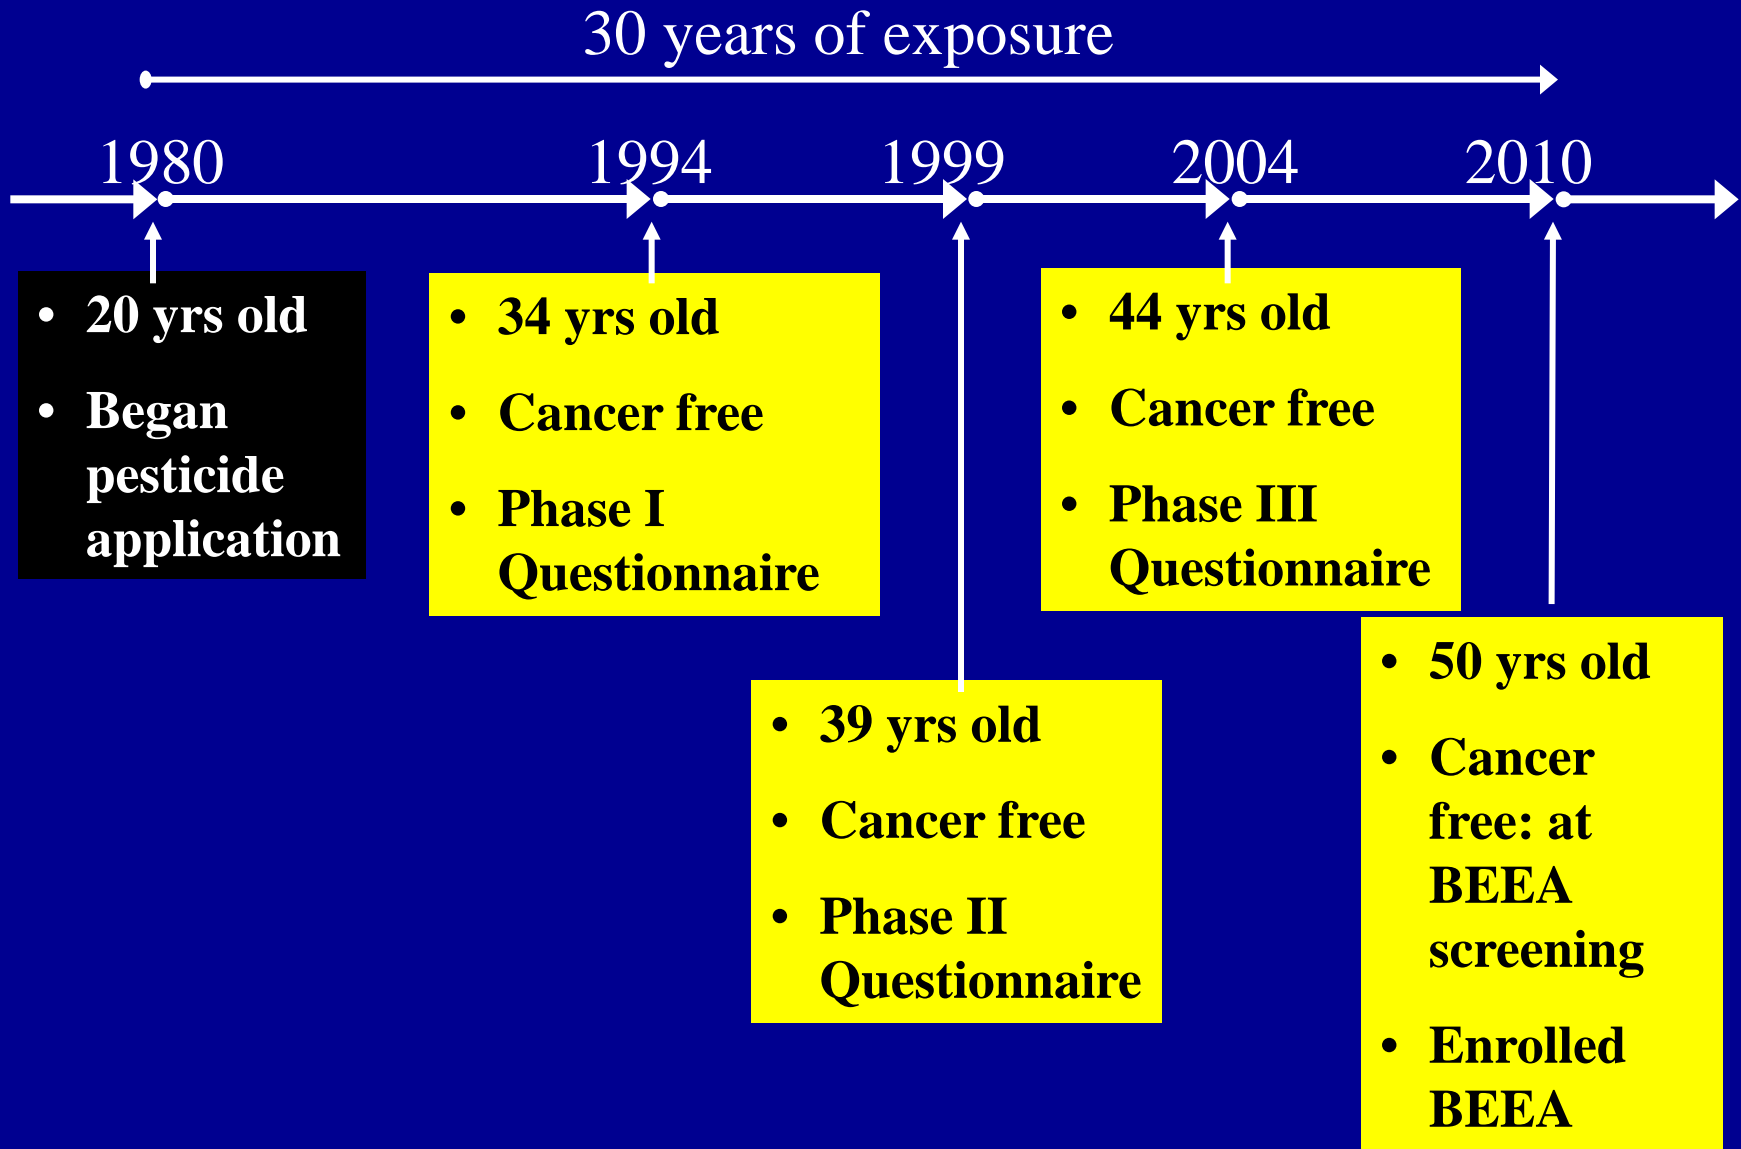 30 years of exposure
1980 1994 1999 2004 2010
• 20 yrs old
• Began
pesticide
application
• 34 yrs old
• Cancer free
• Phase I
Questionnaire
• 39 yrs old
• Cancer free
• Phase II
Questionnaire
• 44 yrs old
• Cancer free
• Phase III
Questionnaire
• 50 yrs old
• Cancer
free: at
BEEA
screening
• Enrolled
BEEA